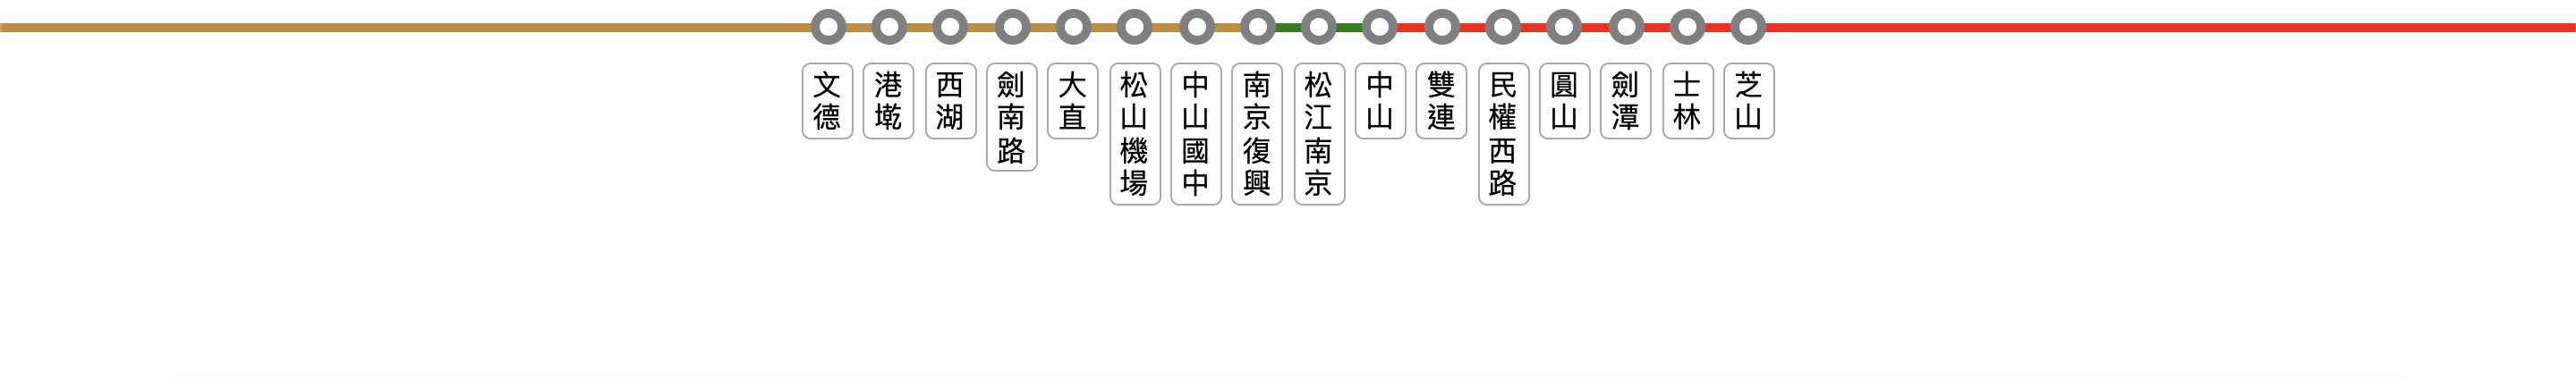 文德
港墘
西湖
劍南路
大直
松山機場
中山國中
南京復興
松江南京
中山
雙連
民權西路
圓山
劍潭
士林
芝山